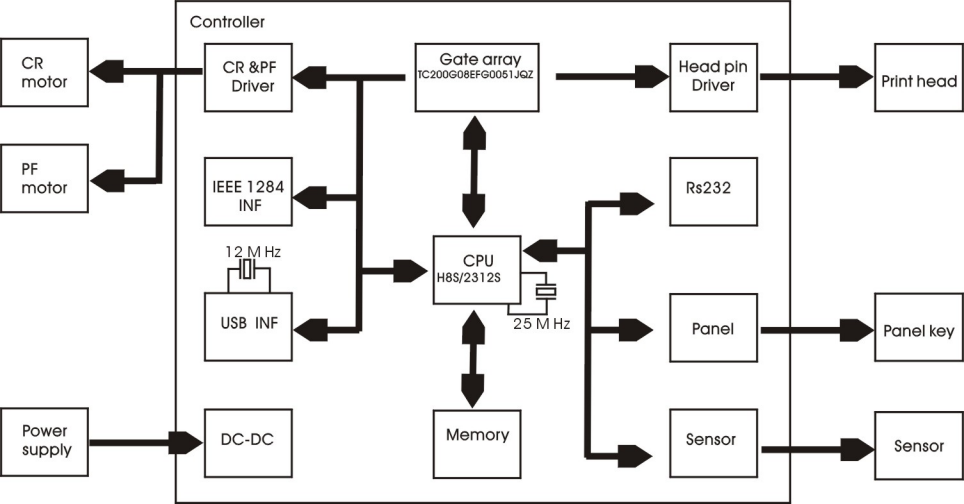 Controller
CR
motor
CR &PF
Driver
Gate array
TC200G08EFG0051JQZ
Head pin
Driver
Print head
PF
motor
IEEE 1284
INF
Rs232
12 M Hz
CPU
H8S/2312S
USB INF
25 M Hz
Panel
Panel key
Power
supply
DC-DC
Memory
Sensor
Sensor